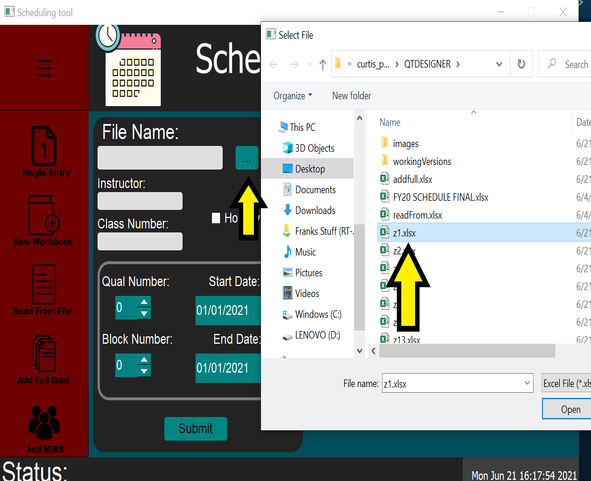 Scheduling tool
Sche
1
Single Entry
New Workbook
Read From File
Add Full Qual
Add MIRS
File Name:
...
Instructor:
Class Number:
Qual Number:
Start Date:
0
01/01/2021
Block Number:
End Date:
0
01/01/2021
Submit
Status:
Mon Jun 21 16:17:54 2021
Select File
« curtis_p... > QTDESIGNER >
Search
Organize
New folder
This PC
3D Objects
Desktop
Documents
Downloads
Franks Stuff (RT-
Music
Pictures
Videos
Windows (C:)
LENOVO (D:)
Name
Date
images
6/21
workingVersions
6/21
addfull.xlsx
6/21
FY20 SCHEDULE FINAL.xlsx
6/4/
readFrom.xlsx
6/4/
z1.xlsx
6/21
6/21
6/21
6/21
6/21
6/21
z13.xlsx
6/21
File name:
z1.xlsx
Excel File (*.xls
Open